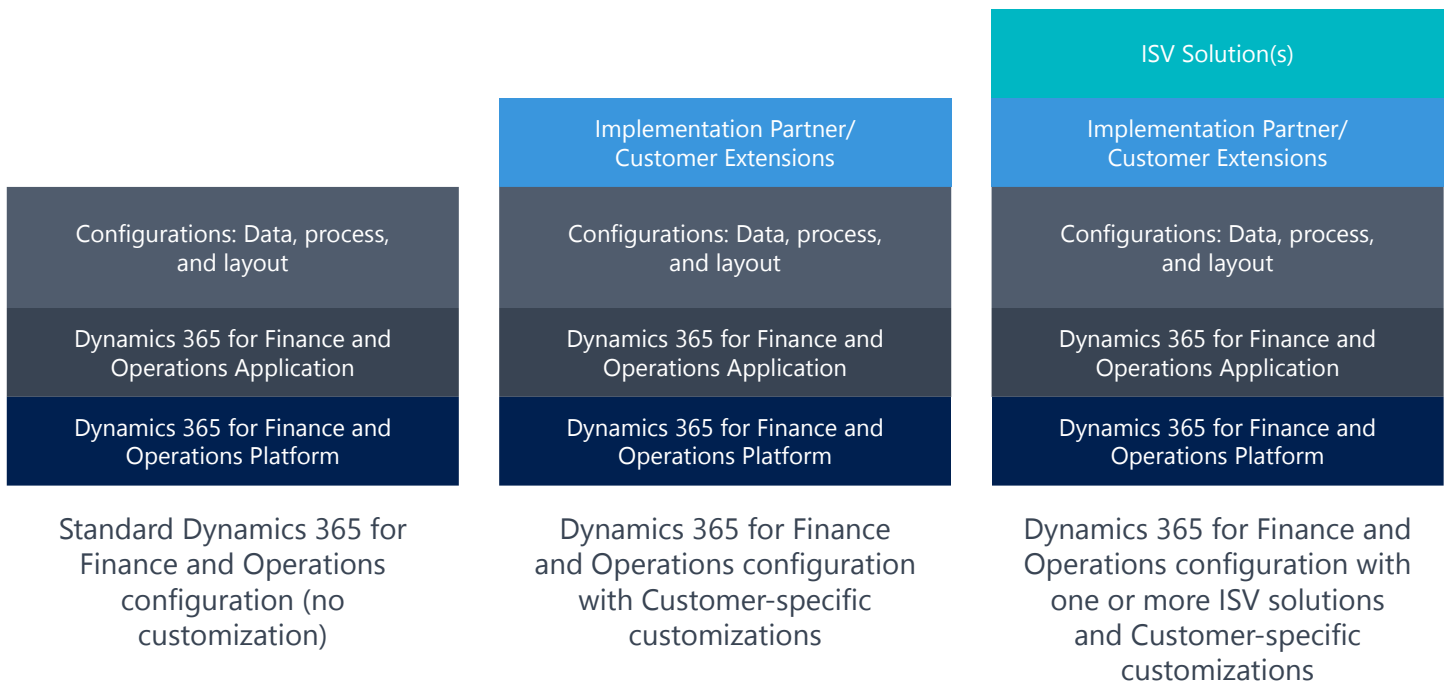 ISV Solution(s)
Implementation Partner/
Customer Extensions
Implementation Partner/
Customer Extensions
Configurations: Data, process,
and layout
Configurations: Data, process,
and layout
Configurations: Data, process,
and layout
Dynamics 365 for Finance and
Operations Application
Dynamics 365 for Finance and
Operations Application
Dynamics 365 for Finance and
Operations Application
Dynamics 365 for Finance and
Operations Platform
Dynamics 365 for Finance and
Operations Platform
Dynamics 365 for Finance and
Operations Platform
Standard Dynamics 365 for
Finance and Operations
configuration (no
customization)
Dynamics 365 for Finance
and Operations configuration
with Customer-specific
customizations
Dynamics 365 for Finance and
Operations configuration with
one or more ISV solutions
and Customer-specific
customizations